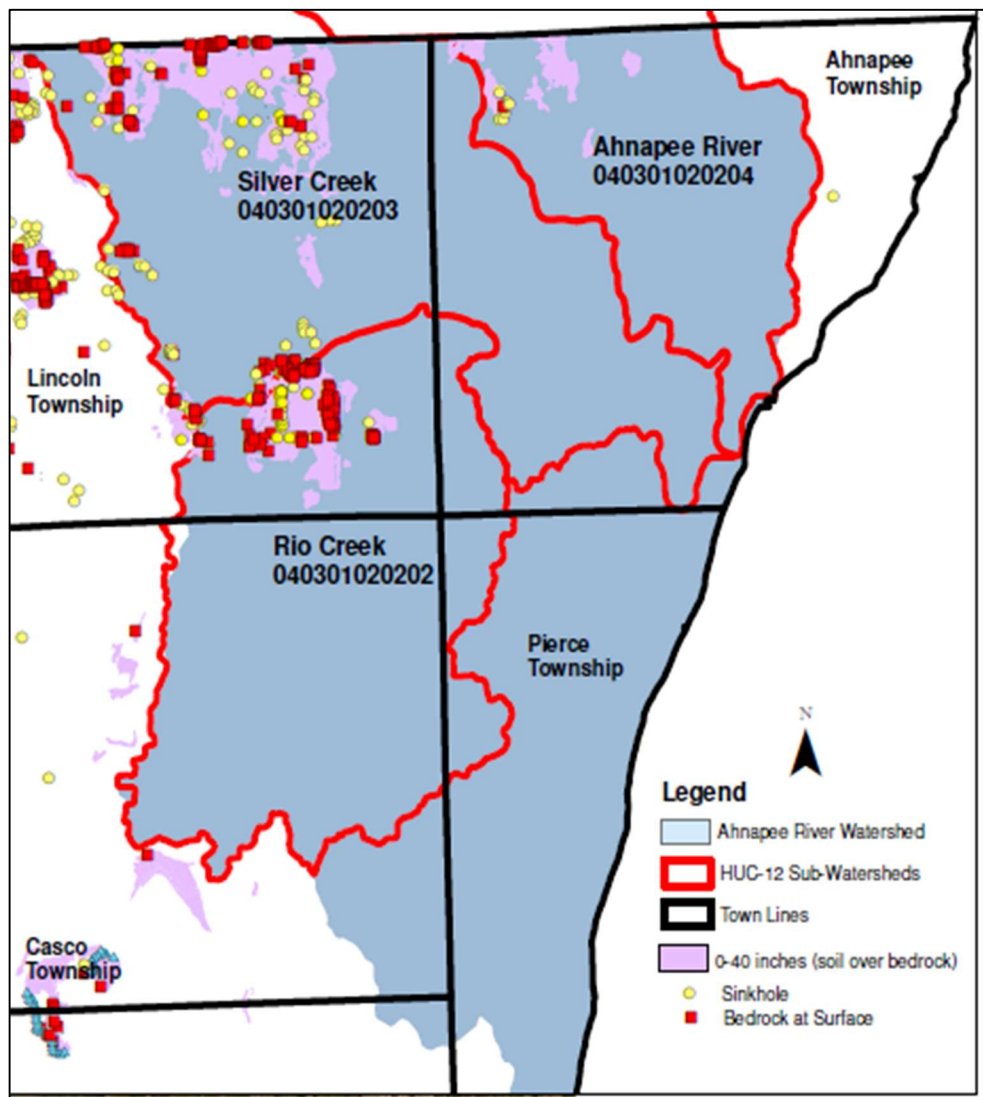 Ahnapee
Township
Ahnapee River
040301020204
Silver Creek
040301020203
Lincoln
Township
Rio Creek
040301020202
Pierce
Township
N
Legend
Ahnapee River Watershed
HUC-12 Sub-Watersheds
Town Lines
0-40 inches (soil over bedrock)
Sinkhole
Bedrock at Surface
Casco
Township